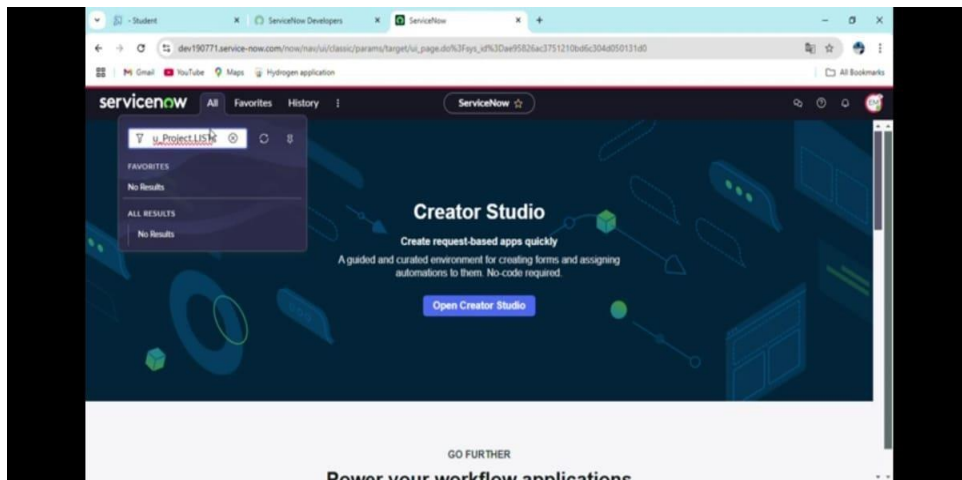 - Student
ServiceNow Developers
ServiceNow
dev190771.service-now.com/now/nav/ui/classic/params/target/ui_page.do%3Fsys_id%3Dae95826ac3751210bd6c304d050131d0
Gmail YouTube Maps Hydrogen application
All Bookmarks
servicenow All Favorites History
ServiceNow
u_Project.LIST
FAVORITES
No Results
ALL RESULTS
No Results
Creator Studio
Create request-based apps quickly
A guided and curated environment for creating forms and assigning
automations to them. No-code required.
Open Creator Studio
GO FURTHER
Power your workflow applications